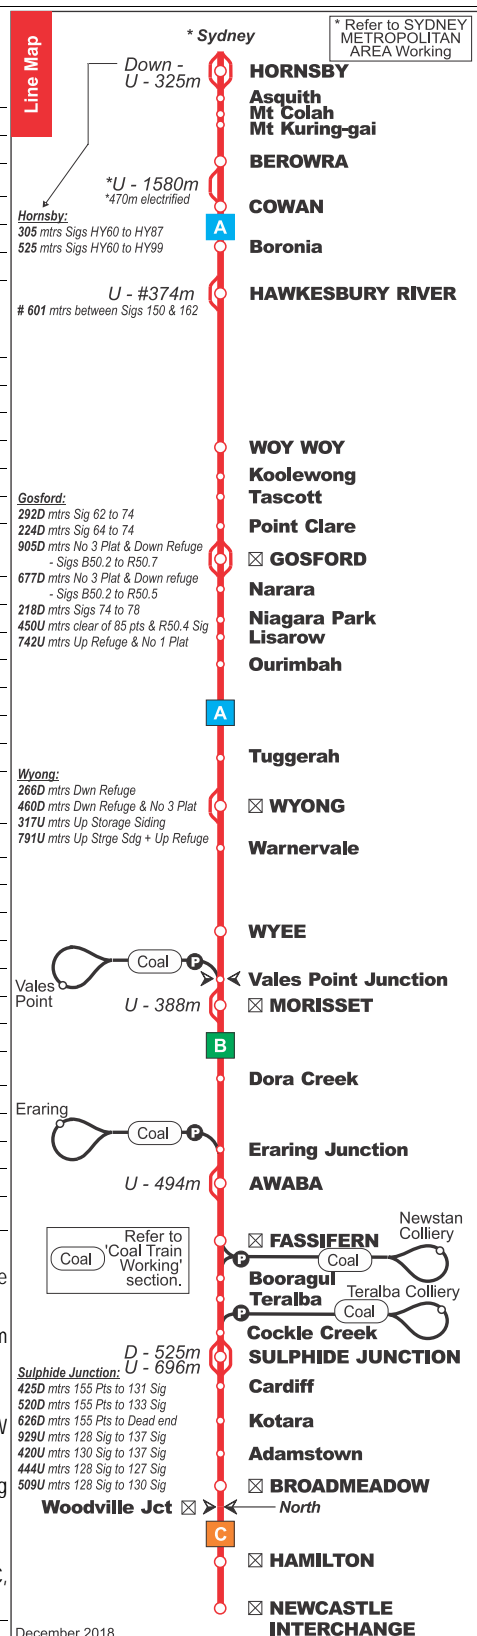 Line Map
* Sydney
* Refer to SYDNEY
METROPOLITAN
AREA Working
Down -
U - 325m
HORNSBY
Asquith
Mt Colah
Mt Kuring-gai
BEROWRA
*U - 1580m
*470m electrified
COWAN
Hornsby:
305 mtrs Sigs HY60 to HY87
525 mtrs Sigs HY60 to HY99
A
Boronia
U - #374m
HAWKESBURY RIVER
# 601 mtrs between Sigs 150 & 162
WOY WOY
Koolewong
Tascott
Point Clare
Gosford:
292D mtrs Sig 62 to 74
224D mtrs Sig 64 to 74
905D mtrs No 3 Plat & Down Refuge
- Sigs B50.2 to R50.7
677D mtrs No 3 Plat & Down refuge
- Sigs B50.2 to R50.5
218D mtrs Sigs 74 to 78
450U mtrs clear of 85 pts & R50.4 Sig
742U mtrs Up Refuge & No 1 Plat
GOSFORD
Narara
Niagara Park
Lisarow
Ourimbah
A
Tuggerah
Wyong:
266D mtrs Dwn Refuge
460D mtrs Dwn Refuge & No 3 Plat
317U mtrs Up Storage Siding
791U mtrs Up Strge Sdg + Up Refuge
WYONG
Warnervale
WYEE
Coal
P
Vales
Point
Vales Point Junction
U - 388m
MORISSET
B
Dora Creek
Eraring
Coal
P
Eraring Junction
U - 494m
AWABA
Refer to
'Coal Train
Working'
section.
Coal
FASSIFERN
Newstan
Colliery
P
Coal
Booragul
Teralba
Teralba Colliery
P
Coal
Cockle Creek
D - 525m
U - 696m
SULPHIDE JUNCTION
Sulphide Junction:
425D mtrs 155 Pts to 131 Sig
520D mtrs 155 Pts to 133 Sig
626D mtrs 155 Pts to Dead end
929U mtrs 128 Sig to 137 Sig
420U mtrs 130 Sig to 137 Sig
444U mtrs 128 Sig to 127 Sig
509U mtrs 128 Sig to 130 Sig
Cardiff
Kotara
Adamstown
BROADMEADOW
Woodville Jct
North
C
HAMILTON
NEWCASTLE
INTERCHANGE
December 2018